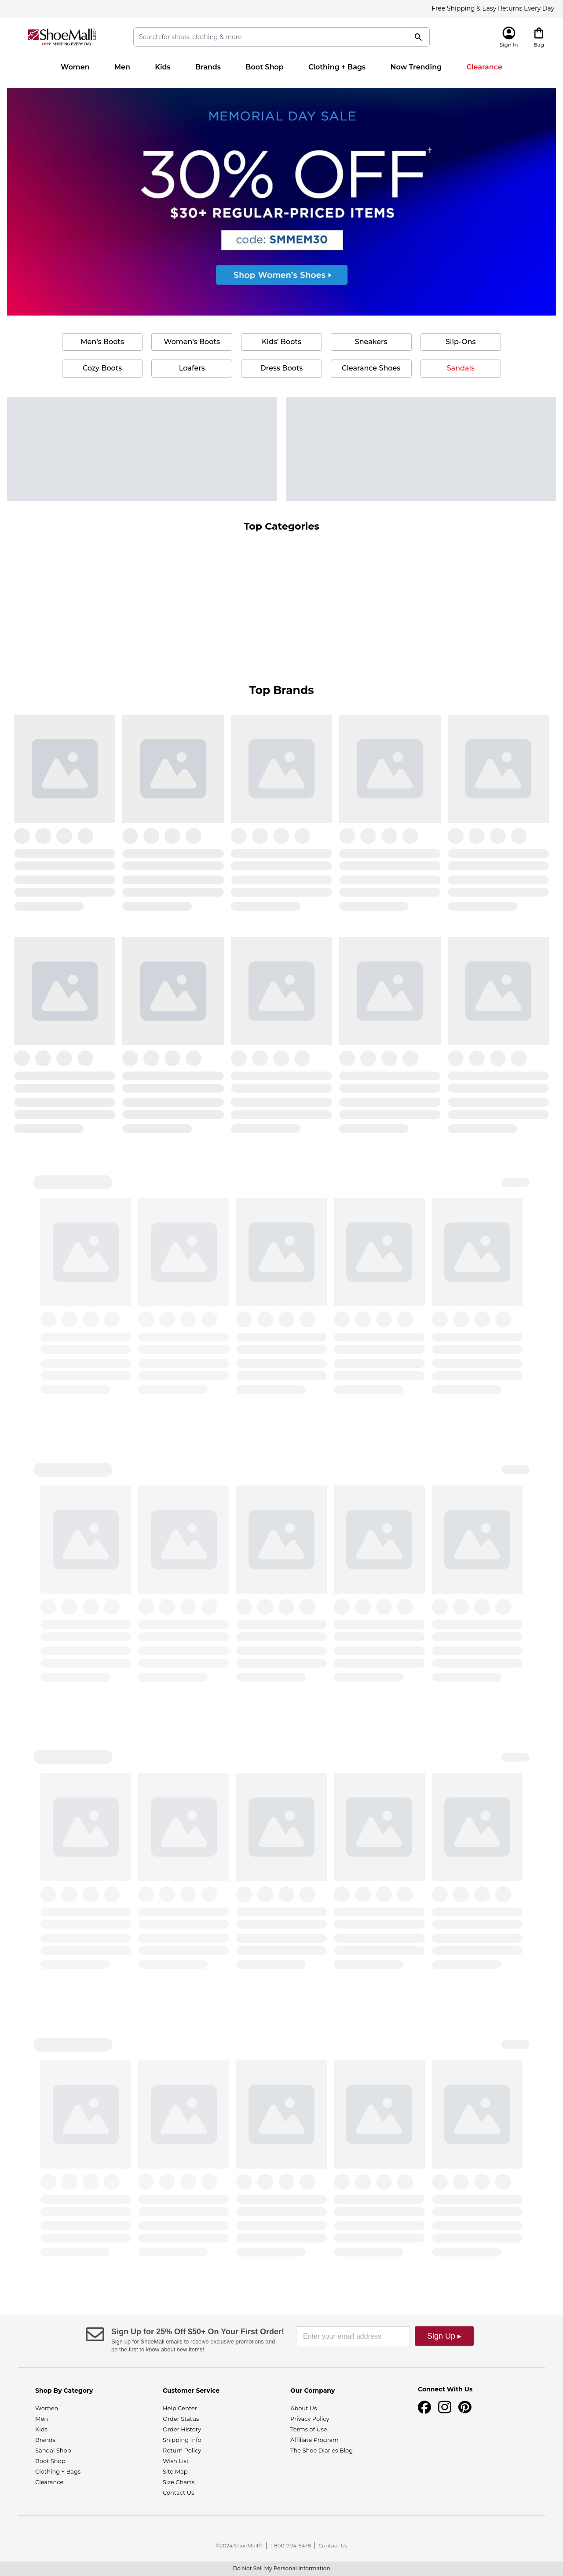 Free Shipping & Easy Returns Every Day
ShoeMall
FREE SHIPPING EVERY DAY
Search for shoes, clothing & more
Sign In
Bag
Women
Men
Kids
Brands
Boot Shop
Clothing + Bags
Now Trending
Clearance
MEMORIAL DAY SALE
30% OFF†
$30+ REGULAR-PRICED ITEMS
code: SMMEM30
Shop Women's Shoes ▸
Men's Boots
Women's Boots
Kids' Boots
Sneakers
Slip-Ons
Cozy Boots
Loafers
Dress Boots
Clearance Shoes
Sandals
Top Categories
Top Brands
Sign Up for 25% Off $50+ On Your First Order!
Sign up for ShoeMall emails to receive exclusive promotions and
be the first to know about new items!
Enter your email address
Sign Up ▸
Shop By Category
Women
Men
Kids
Brands
Sandal Shop
Boot Shop
Clothing + Bags
Clearance
Customer Service
Help Center
Order Status
Order History
Shipping Info
Return Policy
Wish List
Site Map
Size Charts
Contact Us
Our Company
About Us
Privacy Policy
Terms of Use
Affiliate Program
The Shoe Diaries Blog
Connect With Us
©2024 ShoeMall® | 1-800-704-5478 | Contact Us
Do Not Sell My Personal Information